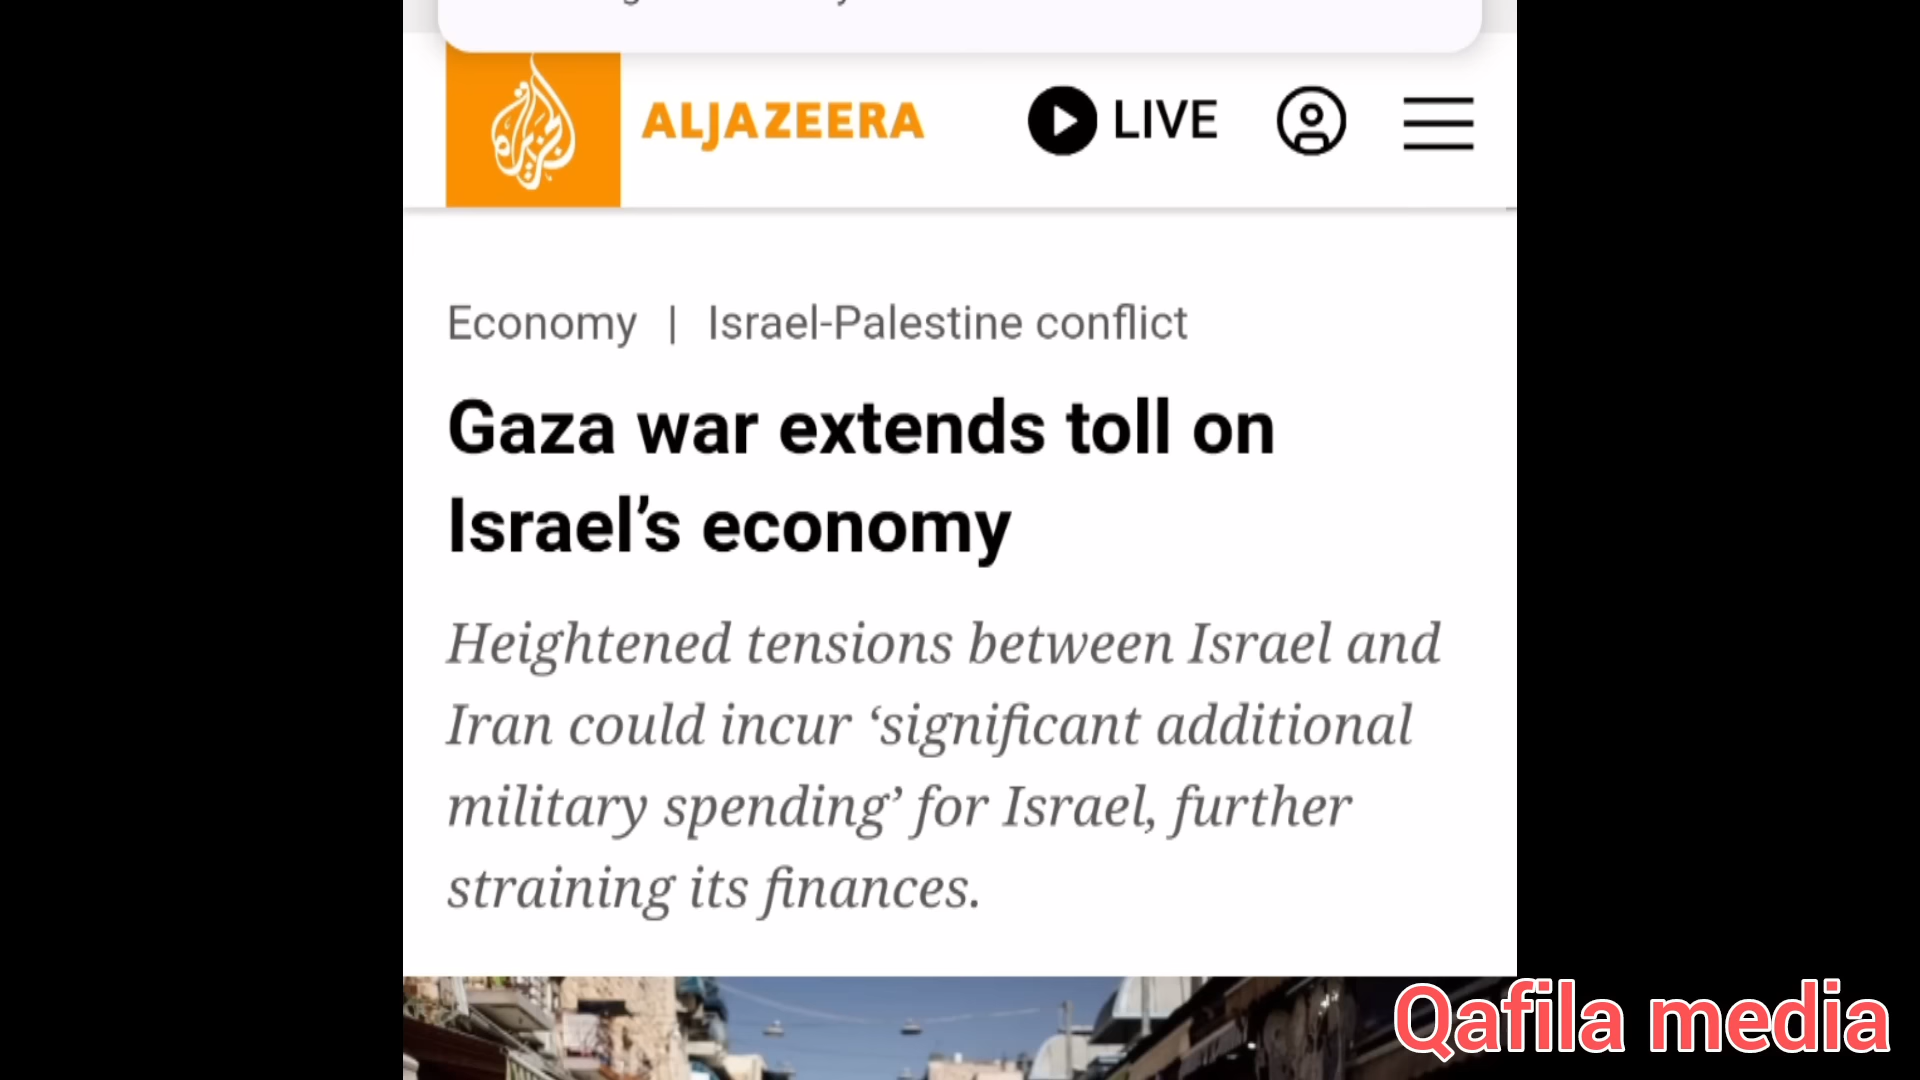 ALJAZEERA
LIVE
Economy | Israel-Palestine conflict
Gaza war extends toll on
Israel’s economy
Heightened tensions between Israel and
Iran could incur ‘significant additional
military spending’ for Israel, further
straining its finances.
Qafila media